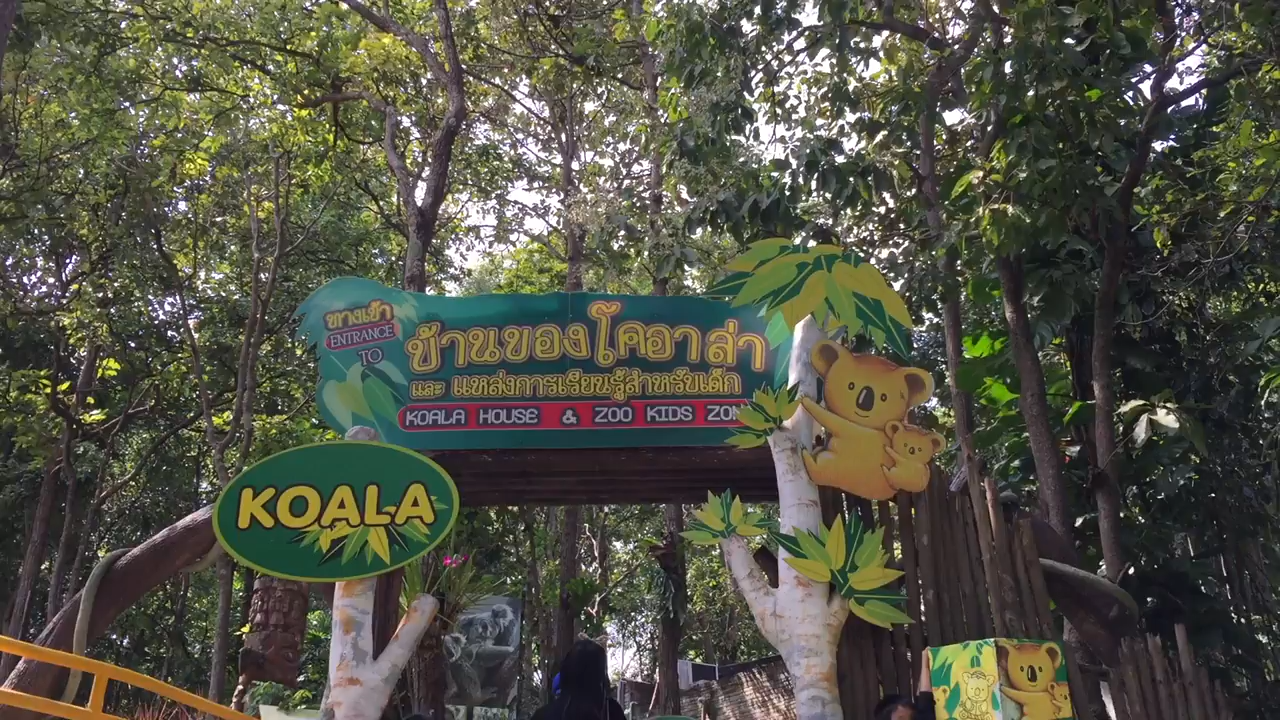 ทางเข้า
ENTRANCE
TO
บ้านของโคอาล่า
และ แหล่งการเรียนรู้สำหรับเด็ก
KOALA HOUSE & ZOO KIDS ZON
KOALA